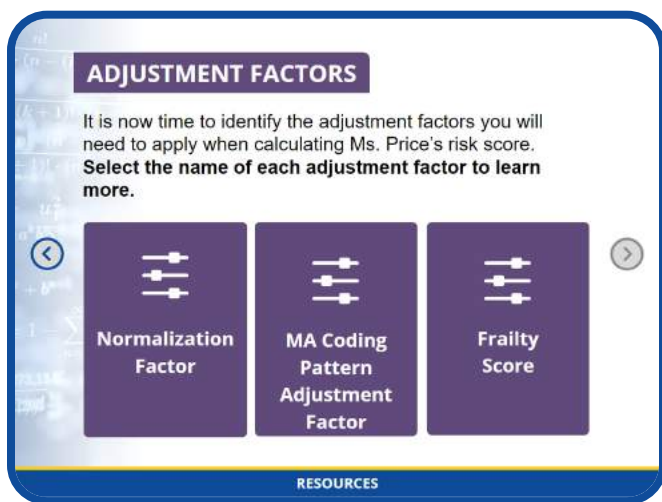 ADJUSTMENT FACTORS
It is now time to identify the adjustment factors you will
need to apply when calculating Ms. Price's risk score.
Select the name of each adjustment factor to learn
more.
Normalization
Factor
MA Coding
Pattern
Adjustment
Factor
Frailty
Score
RESOURCES